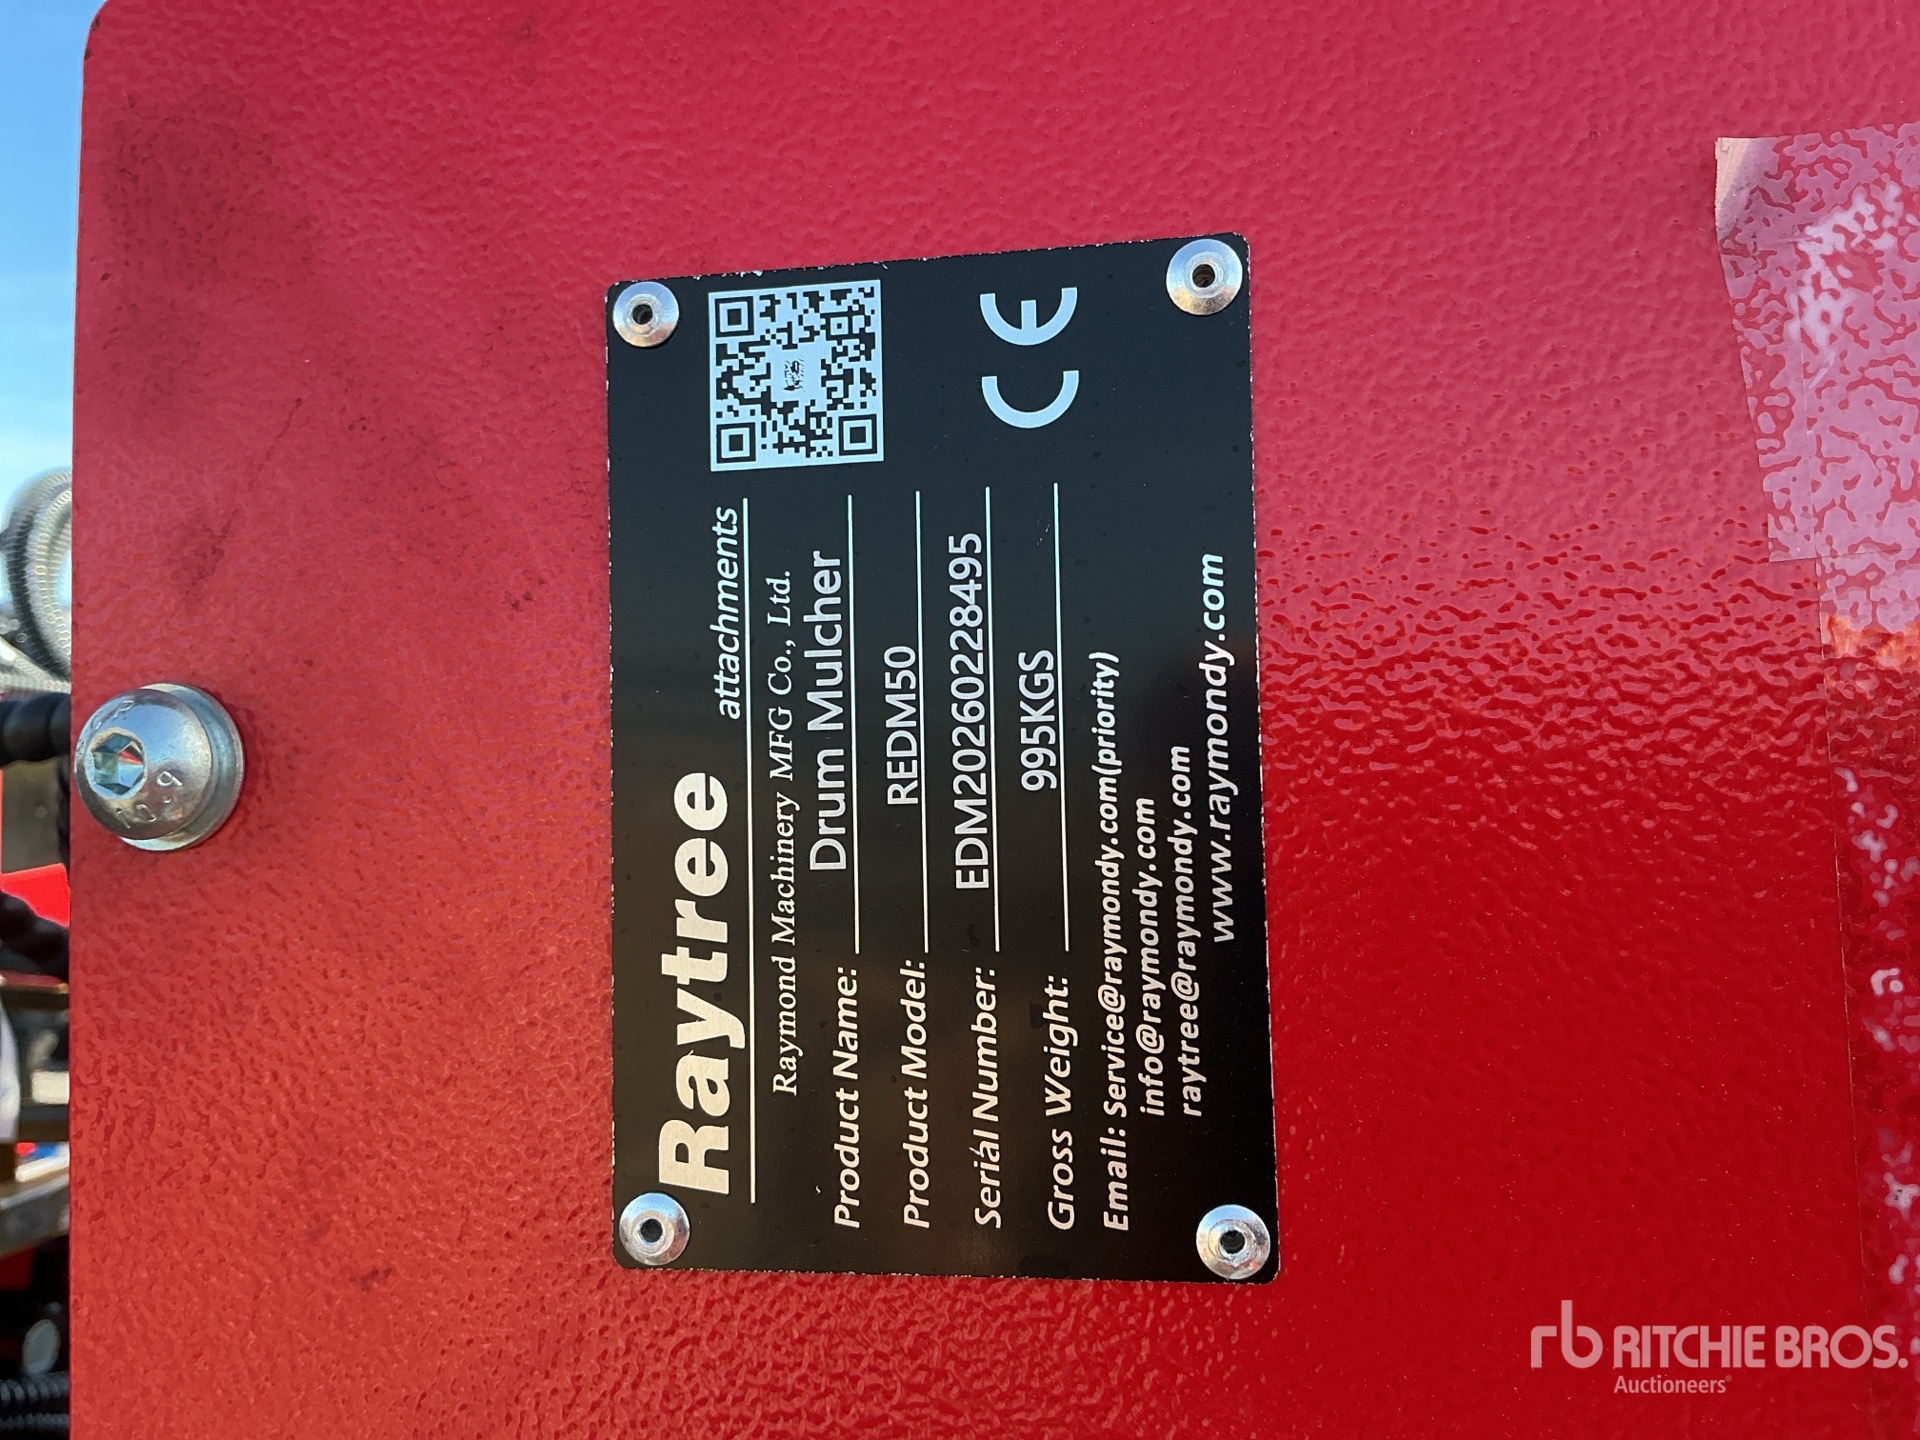 Raytree attachments
Raymond Machinery MFG Co., Ltd.
Product Name: Drum Mulcher
Product Model: REDM50
Serial Number: EDM20260228495
Gross Weight: 995KGS
Email: Service@raymondy.com(priority)
info@raymondy.com
raytree@raymondy.com
www.raymondy.com
CE
rb RITCHIE BROS.
Auctioneers